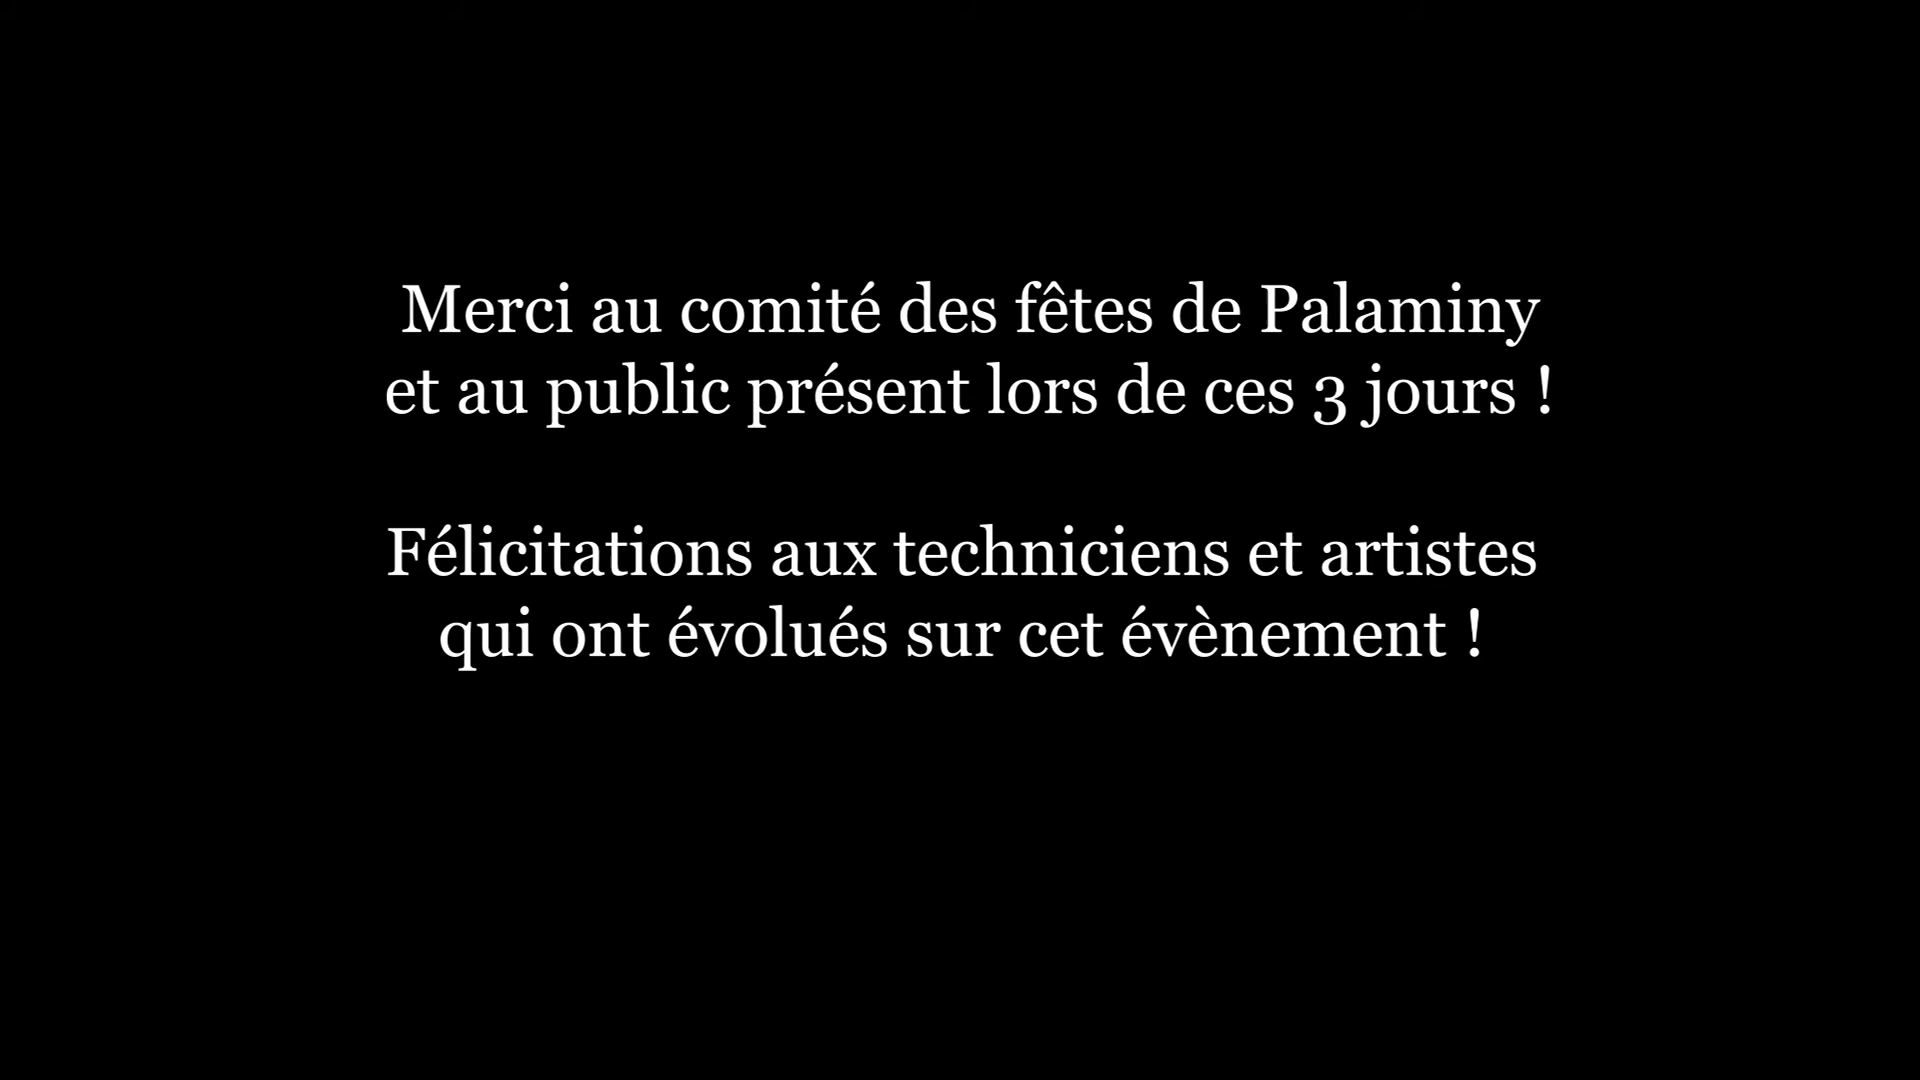 Merci au comité des fêtes de Palaminy
et au public présent lors de ces 3 jours !
Félicitations aux techniciens et artistes
qui ont évolués sur cet évènement !